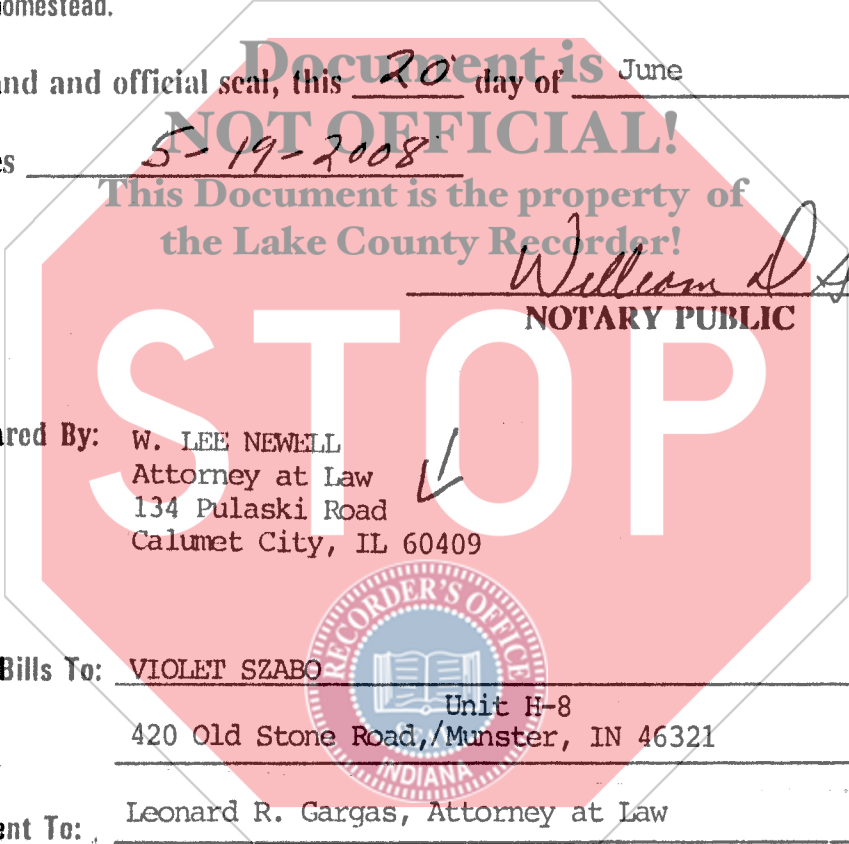 omestead.
Document is
and and official seal, this 20 day of June
NOT OFFICIAL!
es 5-19-2008
This Document is the property of
the Lake County Recorder!
William D
NOTARY PUBLIC
STOP
ared By: W. LEE NEWELL
Attorney at Law
134 Pulaski Road
Calumet City, IL 60409
RECORDER'S OFFICE
Bills To: VIOLET SZABO
Unit H-8
420 Old Stone Road,/Munster, IN 46321
SEAL
INDIANA
ent To: Leonard R. Gargas, Attorney at Law